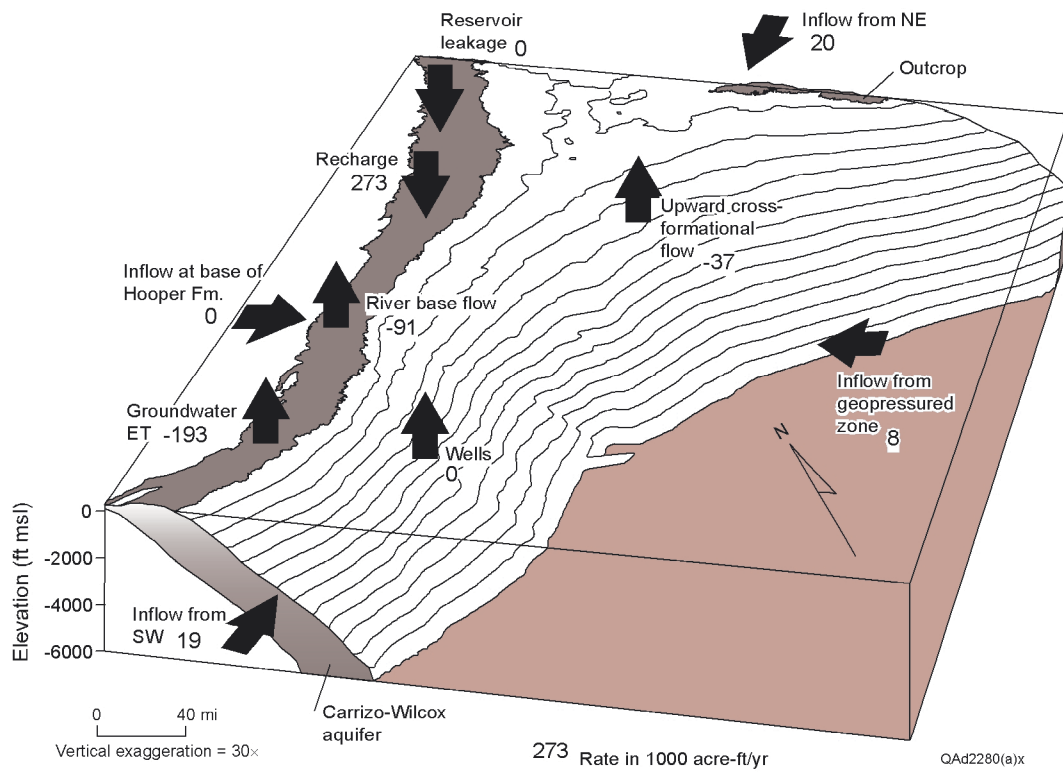 Reservoir
leakage 0
Inflow from NE
20
Outcrop
Recharge
273
Upward cross-
formational
flow -37
Inflow at base of
Hooper Fm.
0
River base flow
-91
Inflow from
geopressured
zone 8
Groundwater
ET -193
Wells
0
N
Elevation (ft msl)
0
-2000
-4000
-6000
Inflow from
SW 19
Carrizo-Wilcox
aquifer
0 40 mi
Vertical exaggeration = 30×
273 Rate in 1000 acre-ft/yr
QAd2280(a)x